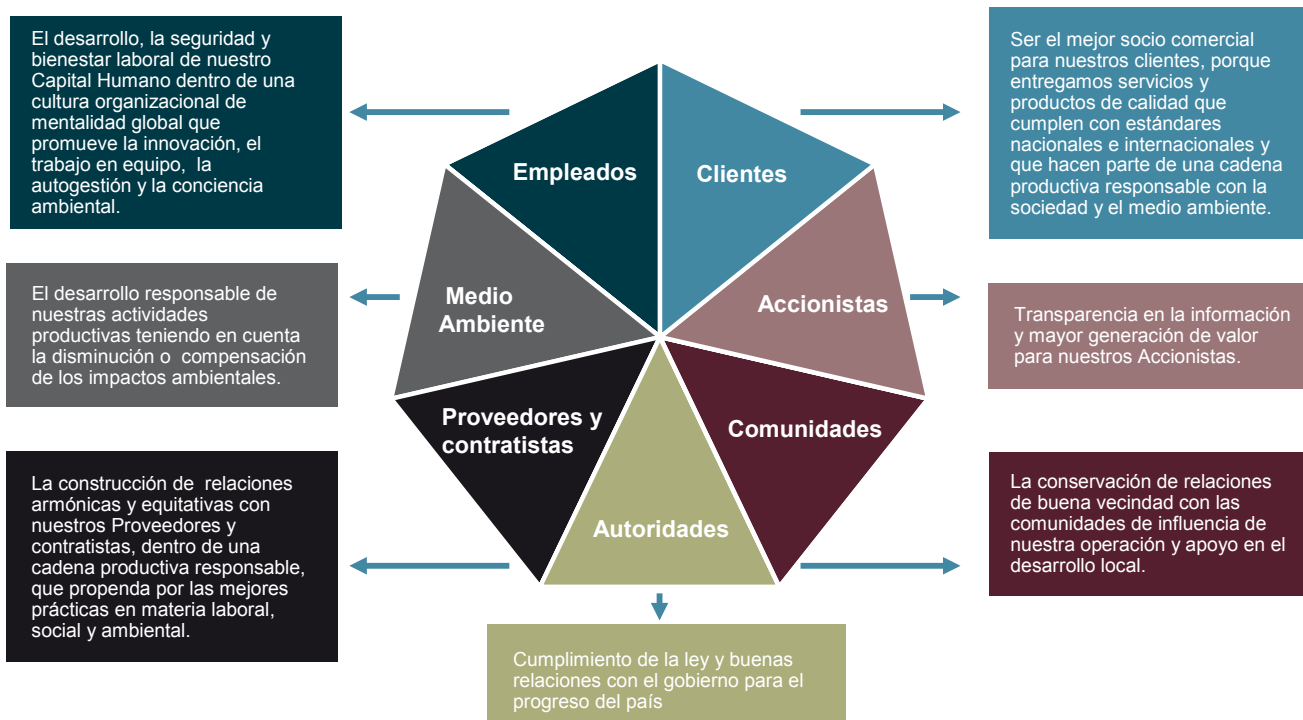 El desarrollo, la seguridad y
bienestar laboral de nuestro
Capital Humano dentro de una
cultura organizacional de
mentalidad global que
promueve la innovación, el
trabajo en equipo, la
autogestión y la conciencia
ambiental.
Ser el mejor socio comercial
para nuestros clientes, porque
entregamos servicios y
productos de calidad que
cumplen con estándares
nacionales e internacionales y
que hacen parte de una cadena
productiva responsable con la
sociedad y el medio ambiente.
Empleados
Clientes
Medio
Ambiente
Accionistas
Proveedores y
contratistas
Comunidades
Autoridades
El desarrollo responsable de
nuestras actividades
productivas teniendo en cuenta
la disminución o compensación
de los impactos ambientales.
Transparencia en la información
y mayor generación de valor
para nuestros Accionistas.
La construcción de relaciones
armónicas y equitativas con
nuestros Proveedores y
contratistas, dentro de una
cadena productiva responsable,
que propenda por las mejores
prácticas en materia laboral,
social y ambiental.
La conservación de relaciones
de buena vecindad con las
comunidades de influencia de
nuestra operación y apoyo en el
desarrollo local.
Cumplimiento de la ley y buenas
relaciones con el gobierno para el
progreso del país